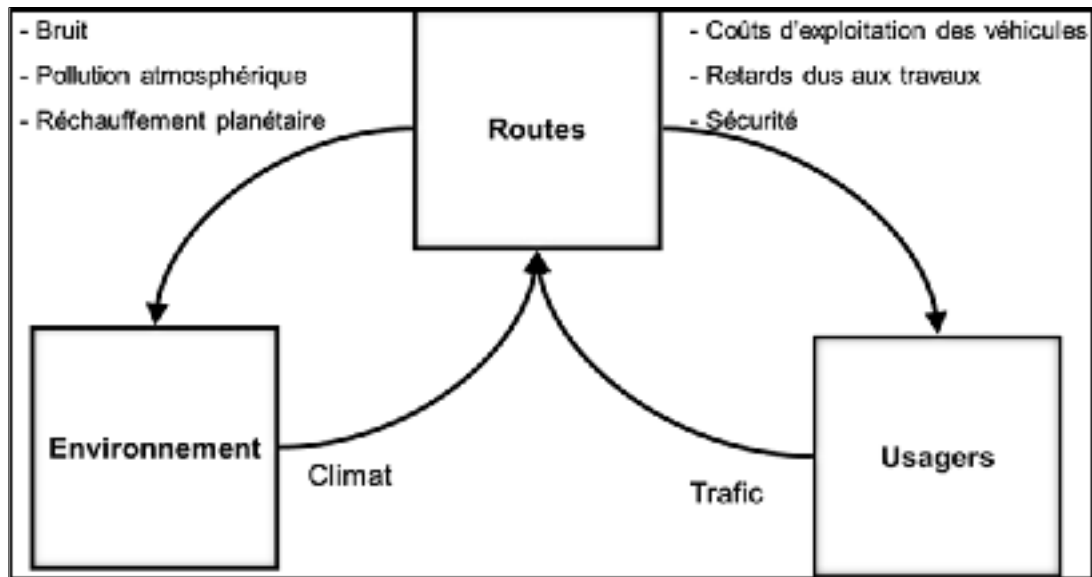 - Bruit
- Pollution atmosphérique
- Réchauffement planétaire
- Coûts d'exploitation des véhicules
- Retards dus aux travaux
- Sécurité
Routes
Environnement
Climat
Trafic
Usagers